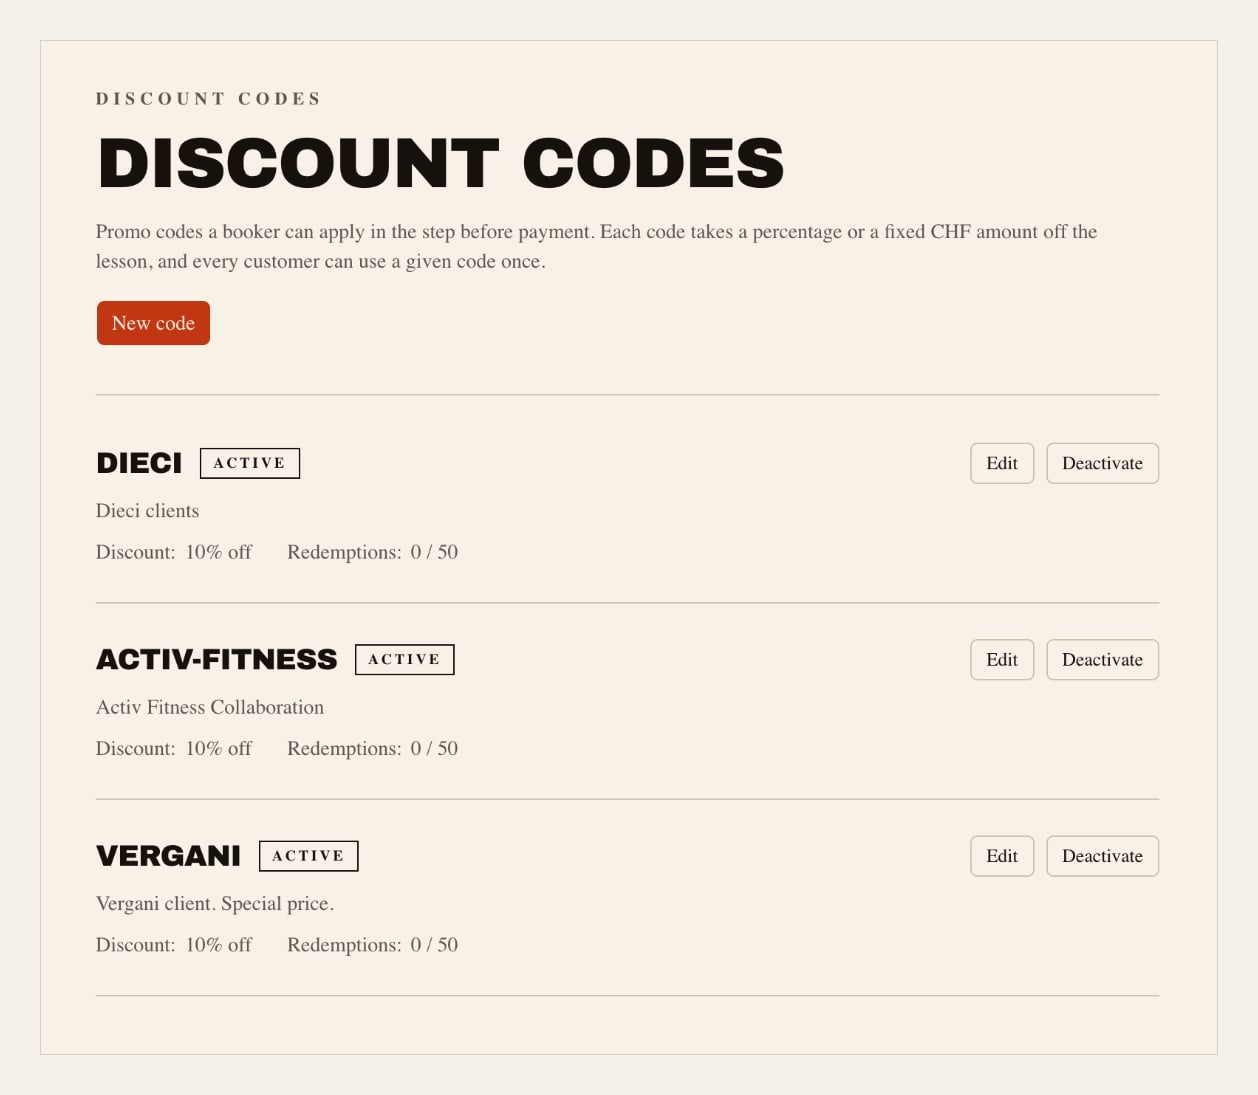 DISCOUNT CODES
DISCOUNT CODES
Promo codes a booker can apply in the step before payment. Each code takes a percentage or a fixed CHF amount off the
lesson, and every customer can use a given code once.
New code
DIECI ACTIVE Edit Deactivate
Dieci clients
Discount: 10% off Redemptions: 0 / 50
ACTIV-FITNESS ACTIVE Edit Deactivate
Activ Fitness Collaboration
Discount: 10% off Redemptions: 0 / 50
VERGANI ACTIVE Edit Deactivate
Vergani client. Special price.
Discount: 10% off Redemptions: 0 / 50